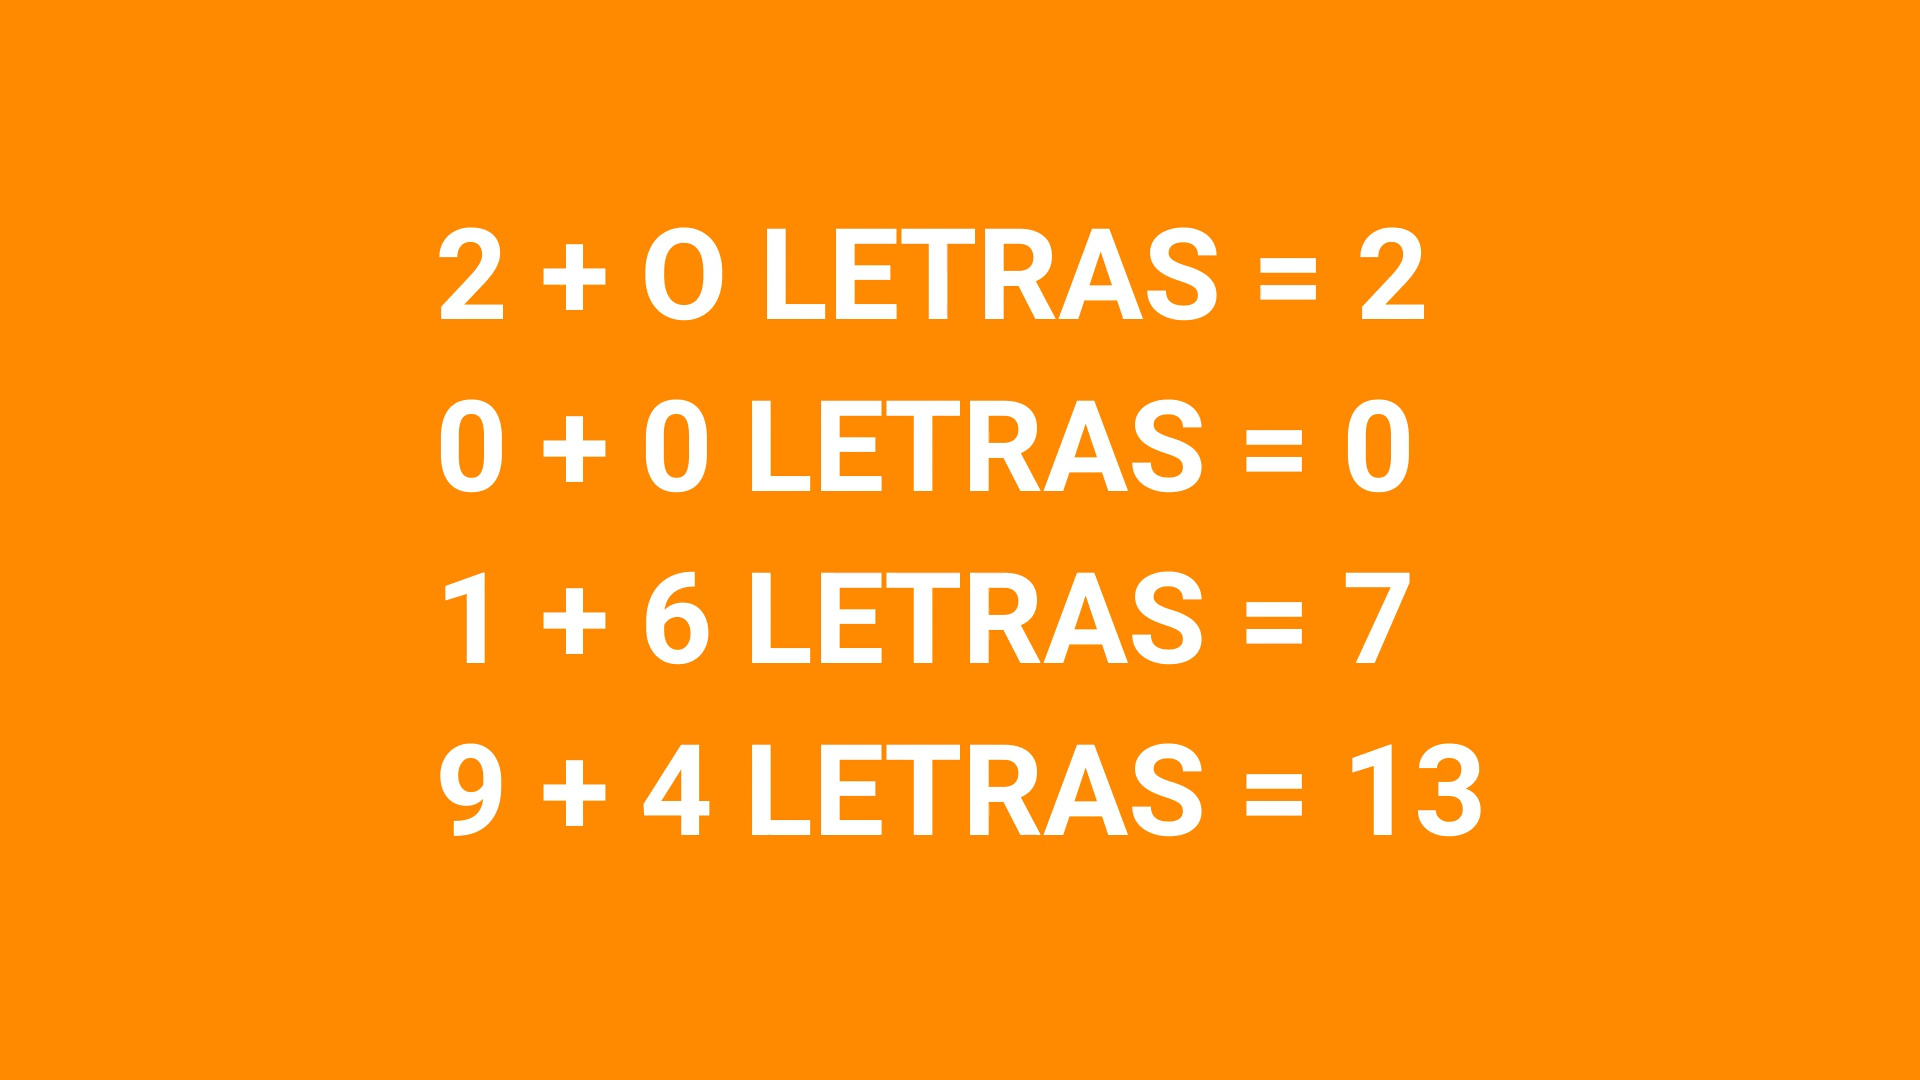 2 + O LETRAS = 2
0 + 0 LETRAS = 0
1 + 6 LETRAS = 7
9 + 4 LETRAS = 13